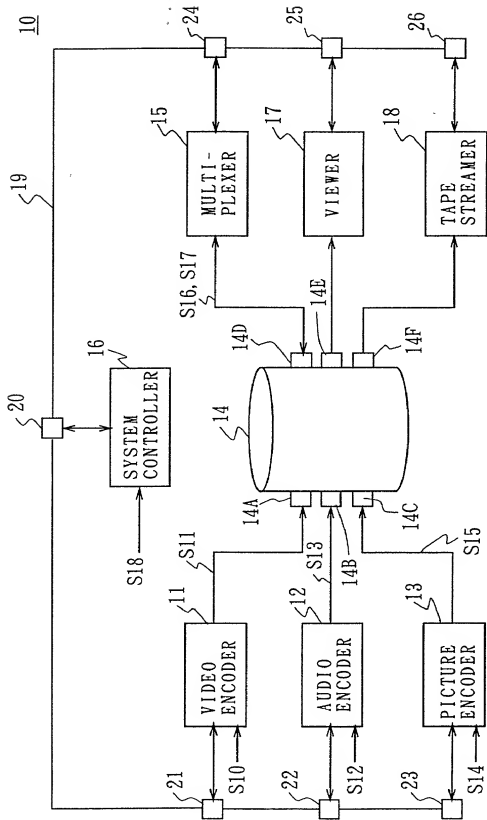 10
19
20
16
SYSTEM
CONTROLLER
S18
21
11
VIDEO
ENCODER
S10
S11
22
12
AUDIO
ENCODER
S12
S13
23
13
PICTURE
ENCODER
S14
S15
14
14A
14B
14C
14D
14E
14F
S16, S17
15
MULTI-
PLEXER
24
17
VIEWER
25
18
TAPE
STREAMER
26